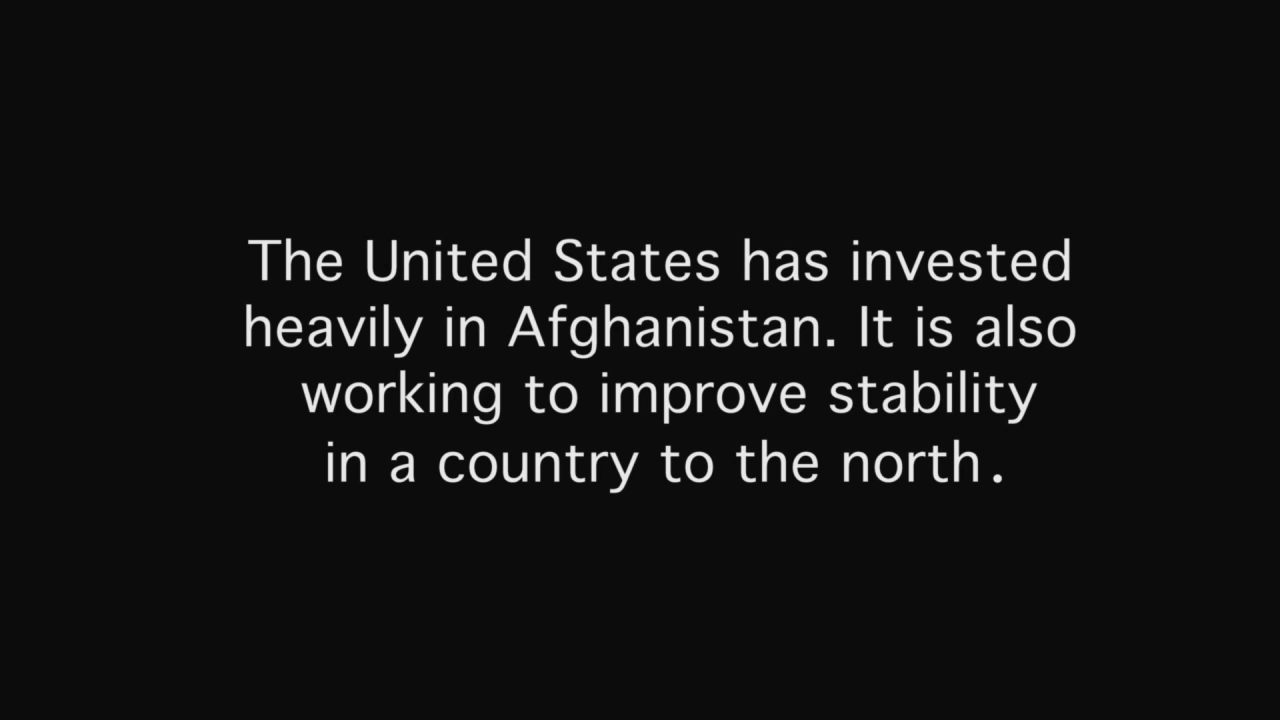 The United States has invested
heavily in Afghanistan. It is also
working to improve stability
in a country to the north.